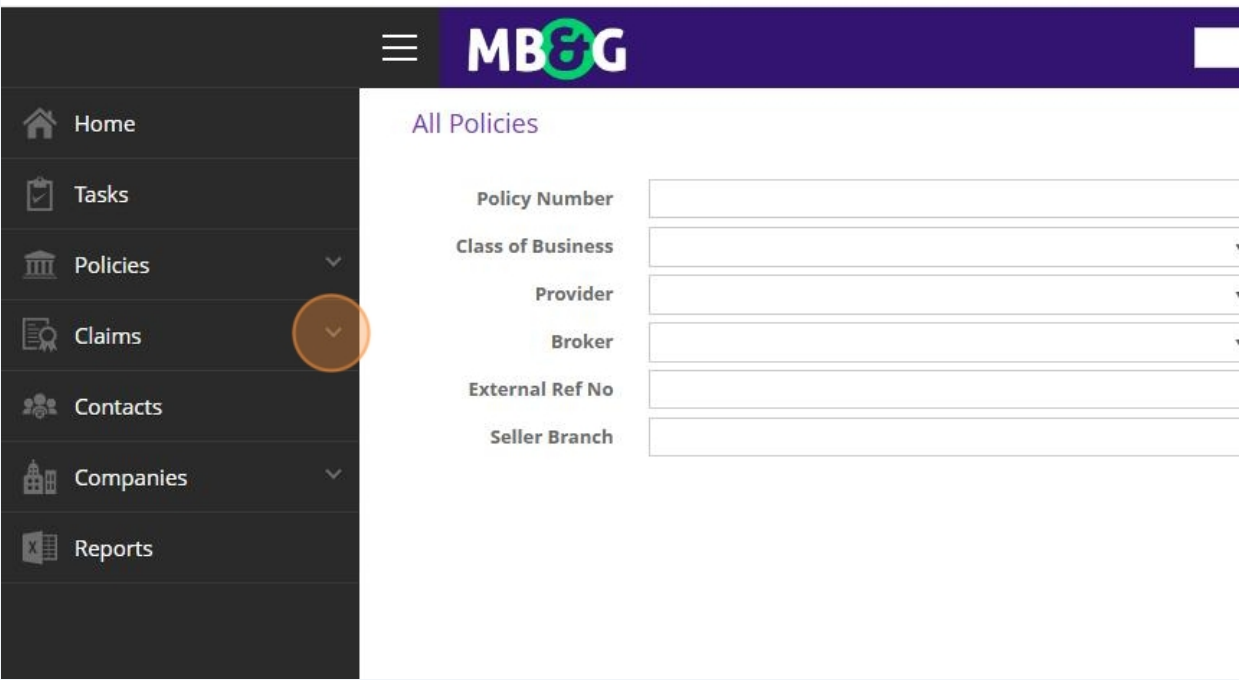 MB&G
Home
Tasks
Policies
Claims
Contacts
Companies
Reports
All Policies
Policy Number
Class of Business
Provider
Broker
External Ref No
Seller Branch